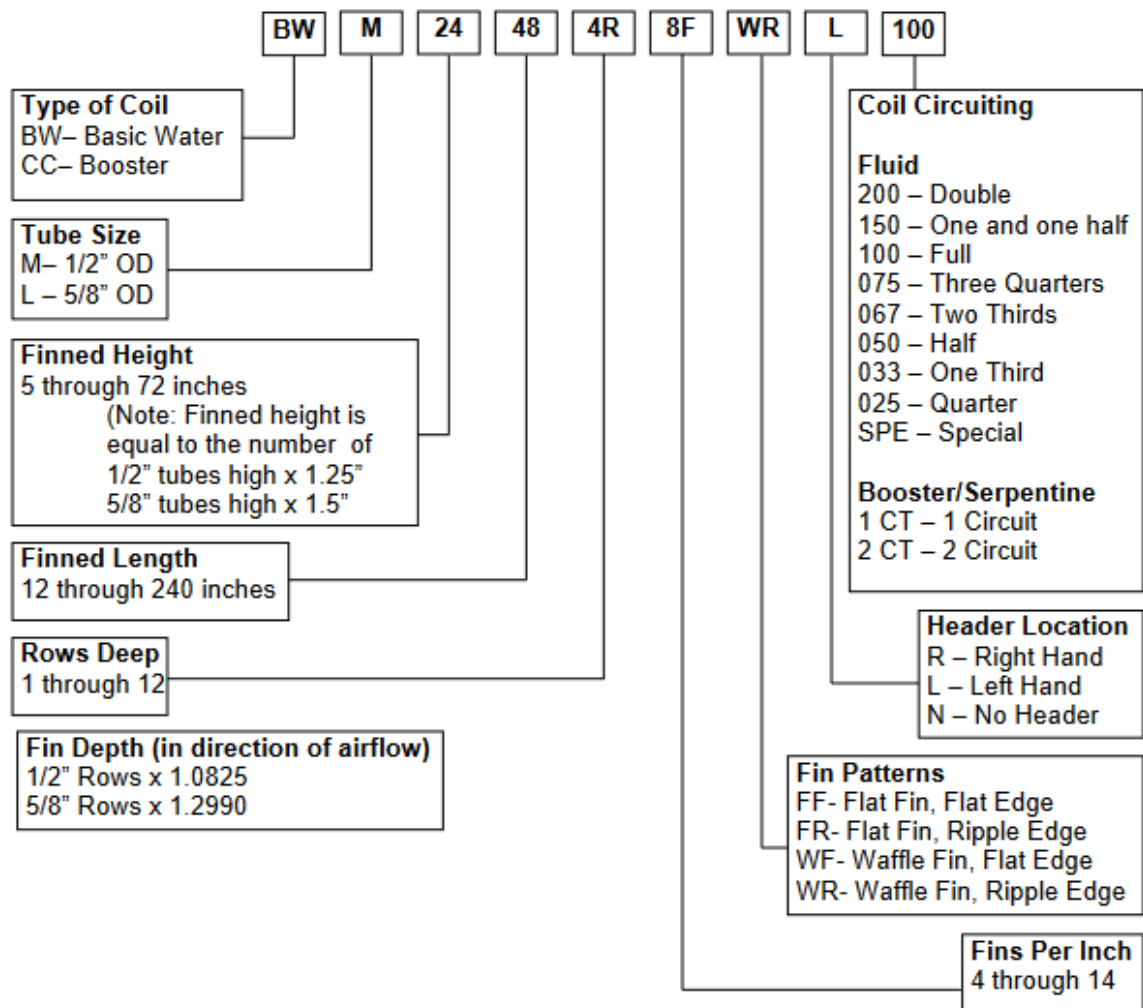 BW M 24 48 4R 8F WR L 100
Type of Coil
BW– Basic Water
CC– Booster
Tube Size
M– 1/2” OD
L – 5/8” OD
Finned Height
5 through 72 inches
(Note: Finned height is
equal to the number of
1/2” tubes high x 1.25”
5/8” tubes high x 1.5”
Finned Length
12 through 240 inches
Rows Deep
1 through 12
Fin Depth (in direction of airflow)
1/2” Rows x 1.0825
5/8” Rows x 1.2990
Coil Circuiting
Fluid
200 – Double
150 – One and one half
100 – Full
075 – Three Quarters
067 – Two Thirds
050 – Half
033 – One Third
025 – Quarter
SPE – Special
Booster/Serpentine
1 CT – 1 Circuit
2 CT – 2 Circuit
Header Location
R – Right Hand
L – Left Hand
N – No Header
Fin Patterns
FF- Flat Fin, Flat Edge
FR- Flat Fin, Ripple Edge
WF- Waffle Fin, Flat Edge
WR- Waffle Fin, Ripple Edge
Fins Per Inch
4 through 14